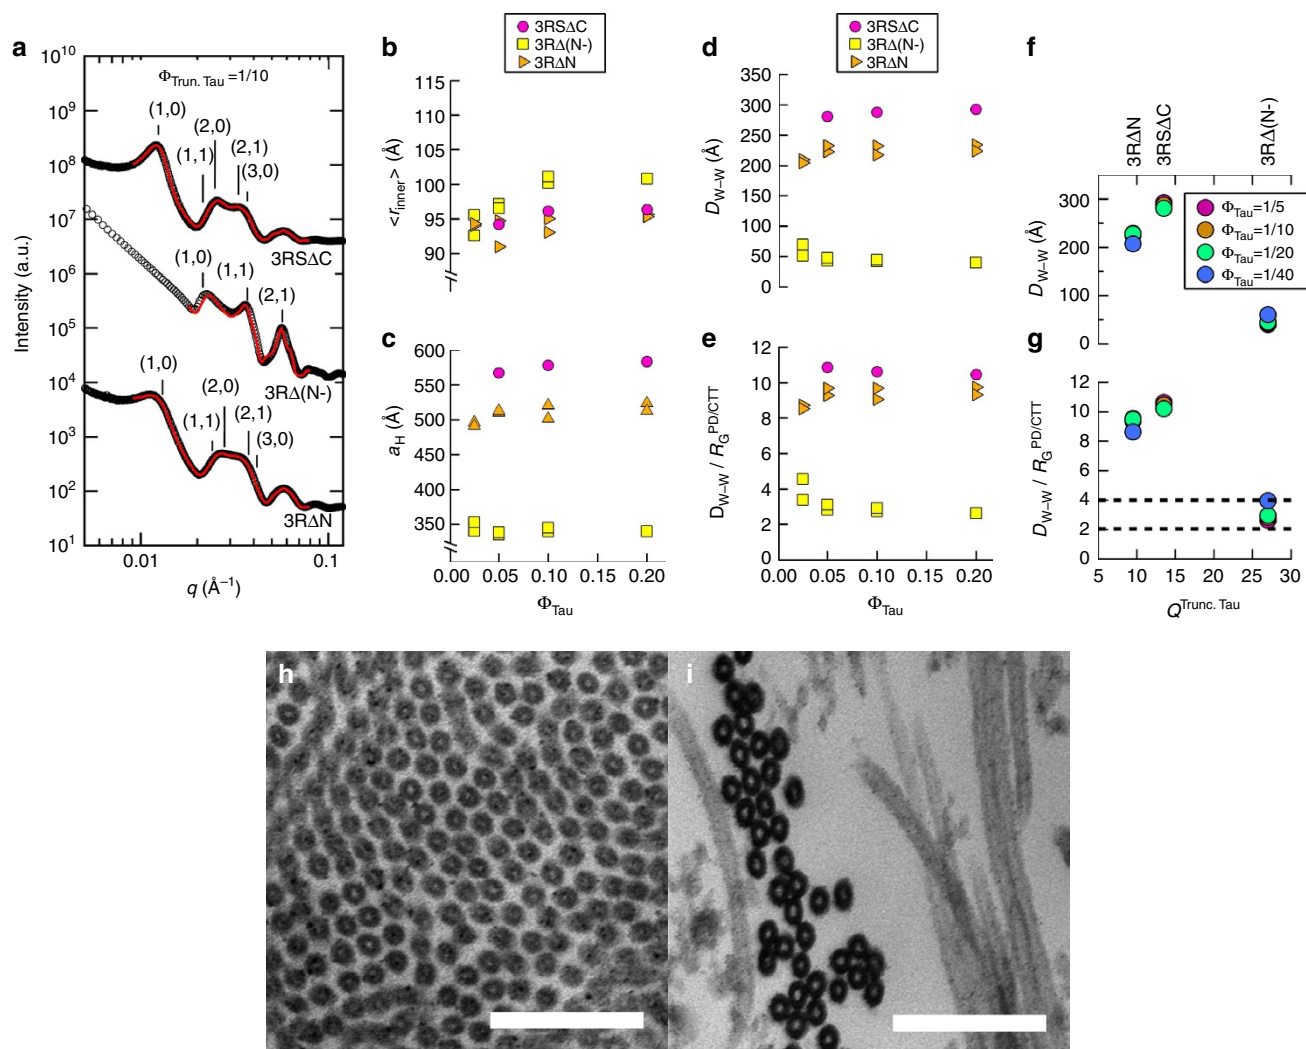 a
Φ Trun. Tau =1/10
10^10
10^9
10^8
10^7
10^6
10^5
10^4
10^3
10^2
10^1
Intensity (a.u.)
(1,0)
(2,0)
(1,1)
(2,1)
(3,0)
3RSΔC
(1,0)
(1,1)
(2,1)
3RΔ(N-)
(1,0)
(2,0)
(1,1)
(2,1)
(3,0)
3RΔN
0.01
0.1
q (Å⁻¹)
b
3RSΔC
3RΔ(N-)
3RΔN
115
110
105
100
95
90
<r_inner> (Å)
c
600
550
500
450
400
350
a_H (Å)
0.00 0.05 0.10 0.15 0.20
Φ_Tau
d
3RSΔC
3RΔ(N-)
3RΔN
350
300
250
200
150
100
50
0
D_W–W (Å)
e
12
10
8
6
4
2
0
D_W–W / R_G^PD/CTT
0.00 0.05 0.10 0.15 0.20
Φ_Tau
f
3RΔN
3RSΔC
3RΔ(N-)
300
200
100
0
D_W–W (Å)
Φ_Tau=1/5
Φ_Tau=1/10
Φ_Tau=1/20
Φ_Tau=1/40
g
12
10
8
6
4
2
0
D_W–W / R_G^PD/CTT
5 10 15 20 25 30
Q^Trunc. Tau
h
i